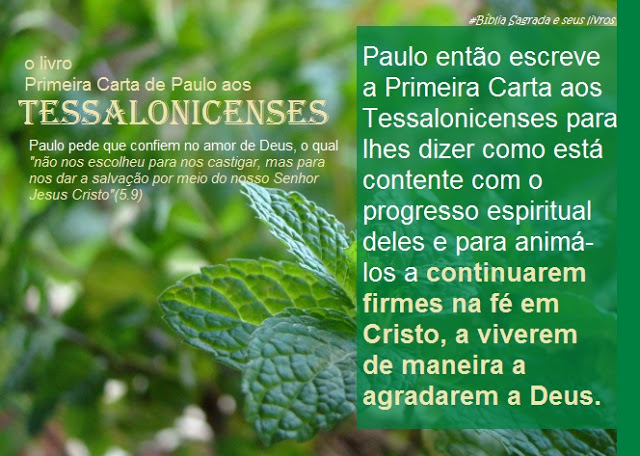 #Bíblia Sagrada e seus livros.
o livro
Primeira Carta de Paulo aos
TESSALONICENSES
Paulo pede que confiem no amor de Deus, o qual
"não nos escolheu para nos castigar, mas para
nos dar a salvação por meio do nosso Senhor
Jesus Cristo"(5.9)
Paulo então escreve
a Primeira Carta aos
Tessalonicenses para
lhes dizer como está
contente com o
progresso espiritual
deles e para animá-
los a continuarem
firmes na fé em
Cristo, a viverem
de maneira a
agradarem a Deus.